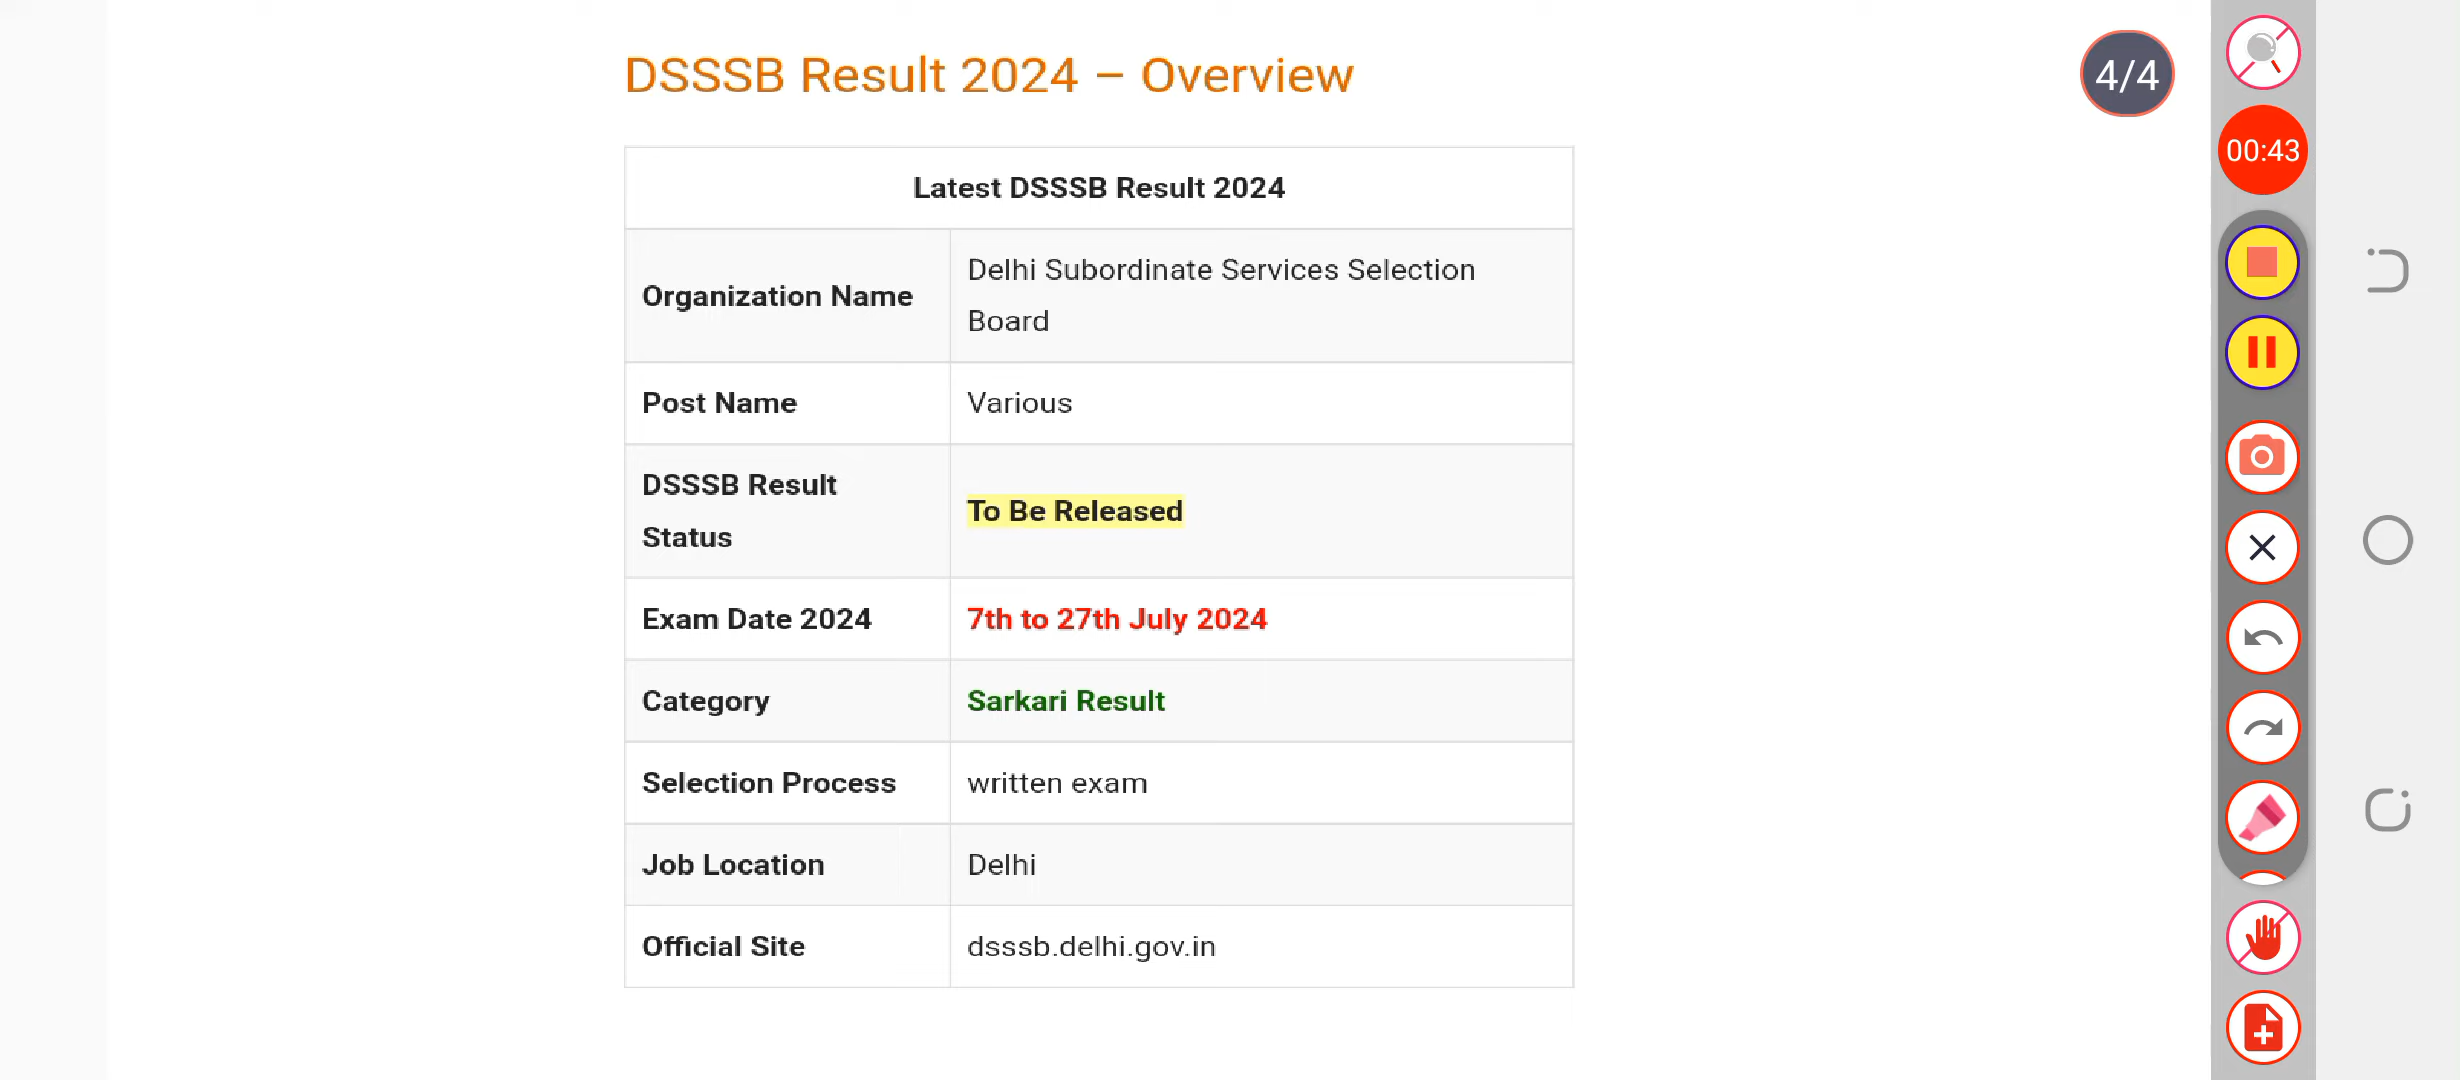 DSSSB Result 2024 – Overview
4/4
00:43
Latest DSSSB Result 2024
Organization Name
Delhi Subordinate Services Selection
Board
Post Name
Various
DSSSB Result
Status
To Be Released
Exam Date 2024
7th to 27th July 2024
Category
Sarkari Result
Selection Process
written exam
Job Location
Delhi
Official Site
dsssb.delhi.gov.in